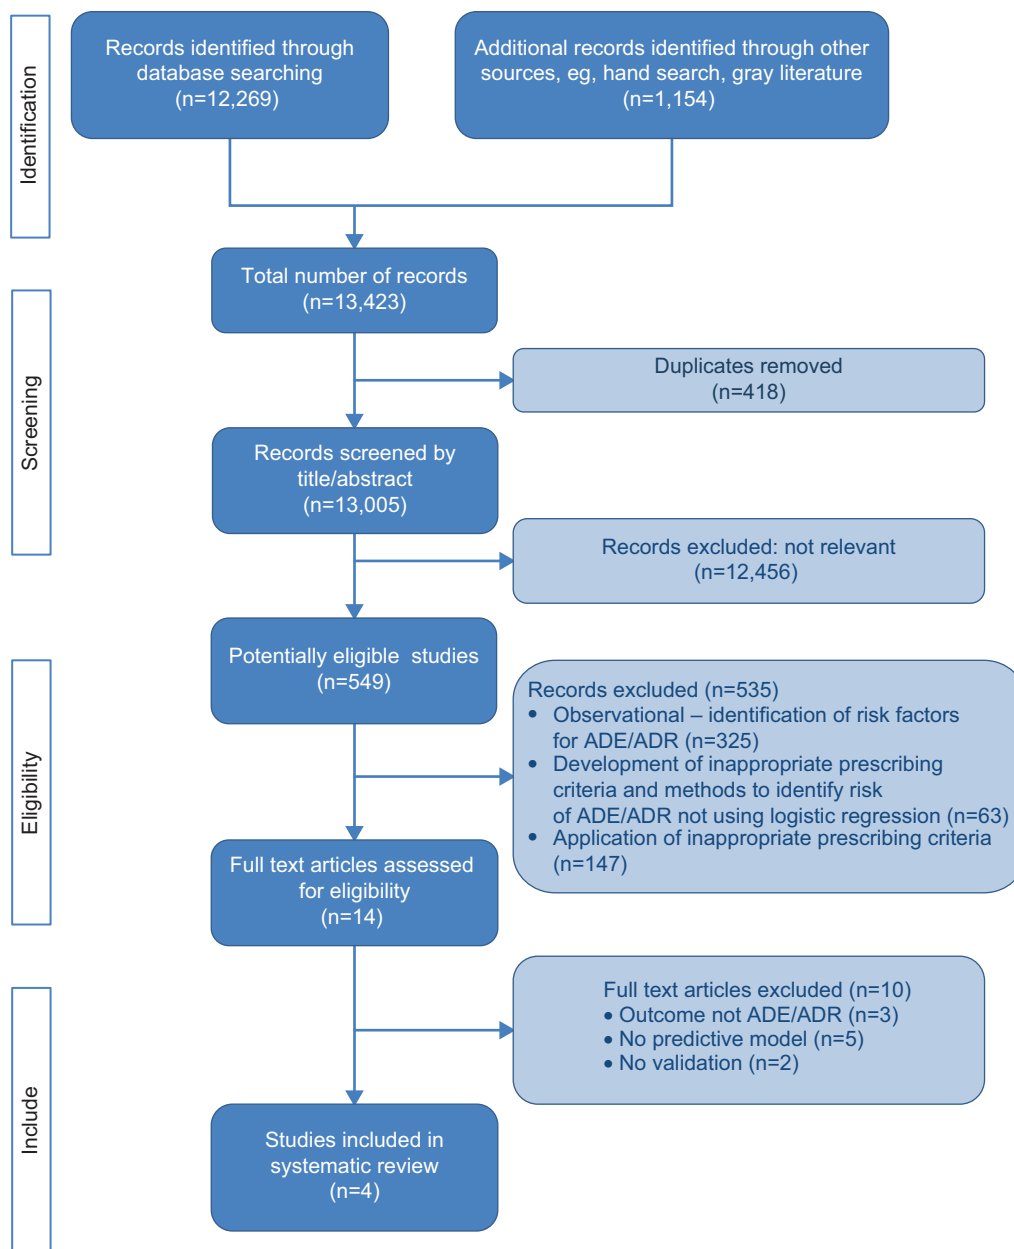 Identification
Records identified through
database searching
(n=12,269)
Additional records identified through other
sources, eg, hand search, gray literature
(n=1,154)
Total number of records
(n=13,423)
Screening
Duplicates removed
(n=418)
Records screened by
title/abstract
(n=13,005)
Records excluded: not relevant
(n=12,456)
Eligibility
Potentially eligible studies
(n=549)
Records excluded (n=535)
• Observational – identification of risk factors
for ADE/ADR (n=325)
• Development of inappropriate prescribing
criteria and methods to identify risk
of ADE/ADR not using logistic regression (n=63)
• Application of inappropriate prescribing criteria
(n=147)
Full text articles assessed
for eligibility
(n=14)
Include
Full text articles excluded (n=10)
• Outcome not ADE/ADR (n=3)
• No predictive model (n=5)
• No validation (n=2)
Studies included in
systematic review
(n=4)